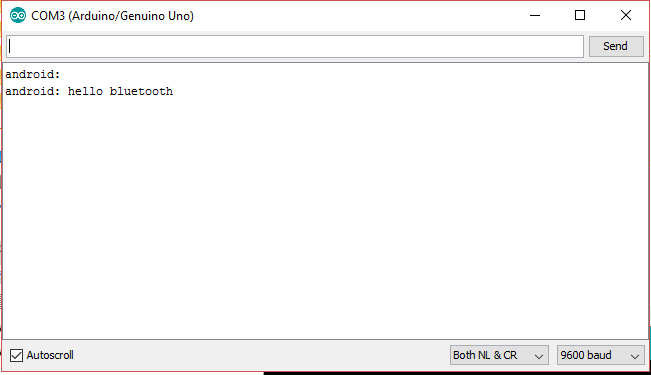 COM3 (Arduino/Genuino Uno)
Send
android:
android: hello bluetooth
Autoscroll
Both NL & CR
9600 baud